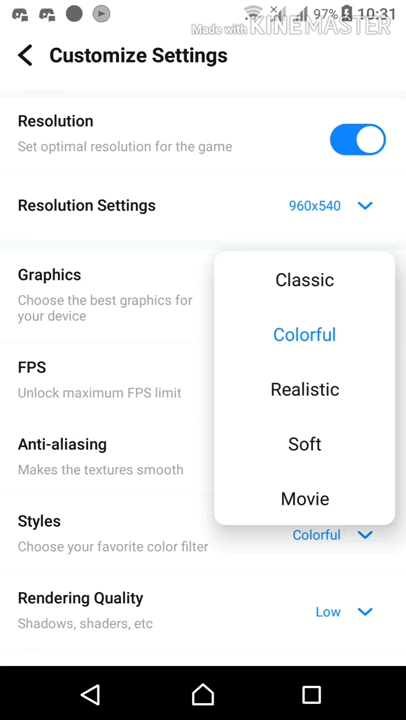 97% 10:31
Made with KINEMASTER
Customize Settings
Resolution
Set optimal resolution for the game
Resolution Settings
960x540
Graphics
Choose the best graphics for
your device
FPS
Unlock maximum FPS limit
Anti-aliasing
Makes the textures smooth
Styles
Choose your favorite color filter
Colorful
Rendering Quality
Shadows, shaders, etc
Low
Classic
Colorful
Realistic
Soft
Movie